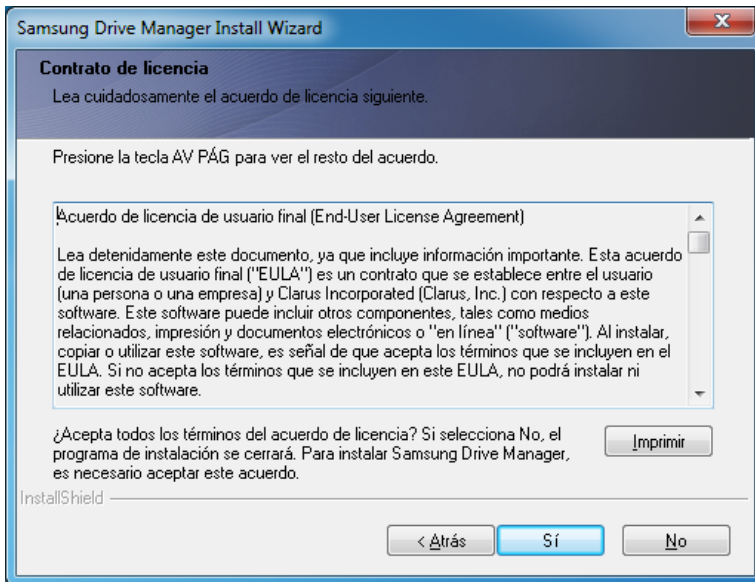 Samsung Drive Manager Install Wizard
Contrato de licencia
Lea cuidadosamente el acuerdo de licencia siguiente.
Presione la tecla AV PÁG para ver el resto del acuerdo.
Acuerdo de licencia de usuario final (End-User License Agreement)
Lea detenidamente este documento, ya que incluye información importante. Esta acuerdo
de licencia de usuario final ("EULA") es un contrato que se establece entre el usuario
(una persona o una empresa) y Clarus Incorporated (Clarus, Inc.) con respecto a este
software. Este software puede incluir otros componentes, tales como medios
relacionados, impresión y documentos electrónicos o "en línea" ("software"). Al instalar,
copiar o utilizar este software, es señal de que acepta los términos que se incluyen en el
EULA. Si no acepta los términos que se incluyen en este EULA, no podrá instalar ni
utilizar este software.
¿Acepta todos los términos del acuerdo de licencia? Si selecciona No, el
programa de instalación se cerrará. Para instalar Samsung Drive Manager,
es necesario aceptar este acuerdo.
Imprimir
InstallShield
< Atrás
Sí
No